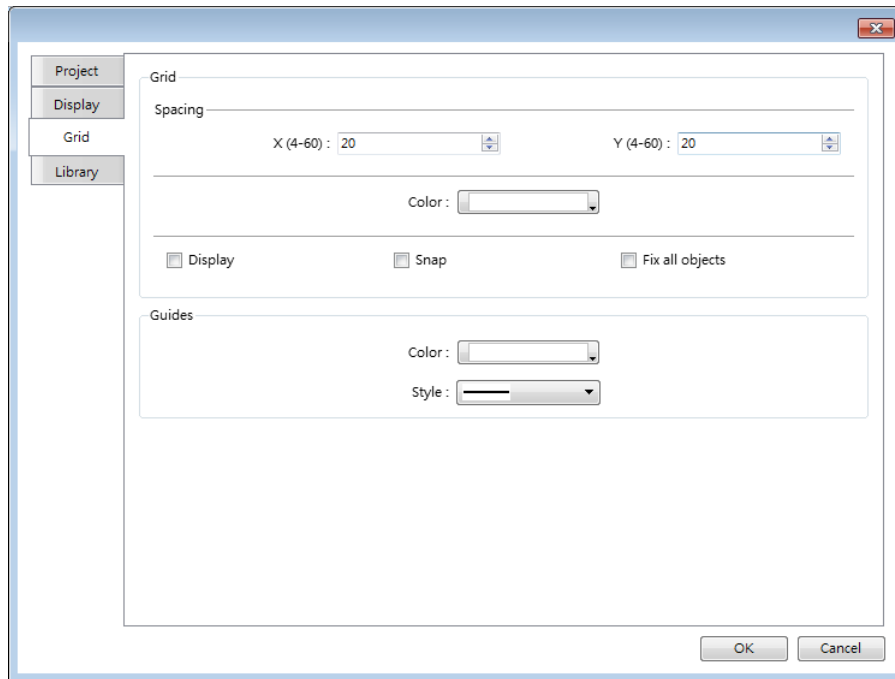 Project
Display
Grid
Library
Grid
Spacing
X (4-60) : 20 Y (4-60) : 20
Color :
Display Snap Fix all objects
Guides
Color :
Style :
OK Cancel